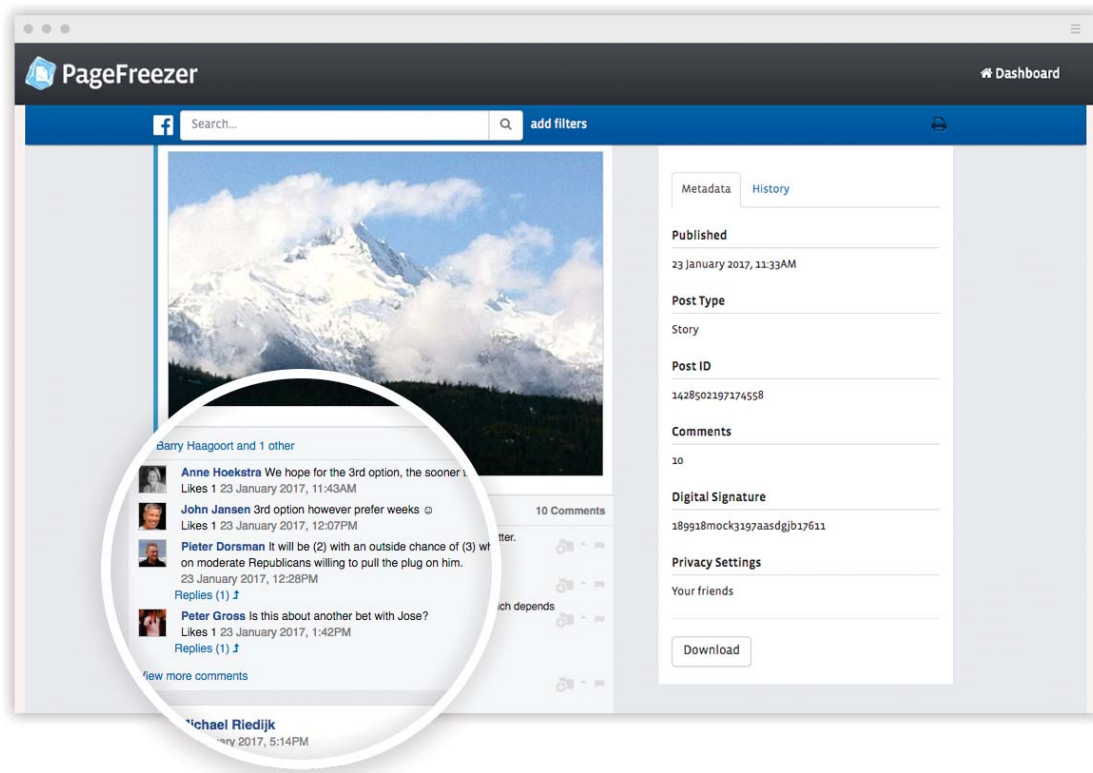 PageFreezer
Dashboard
Search...
add filters
Barry Haagoort and 1 other
Anne Hoekstra We hope for the 3rd option, the sooner
Likes 1 23 January 2017, 11:43AM
John Jansen 3rd option however prefer weeks ☺
Likes 1 23 January 2017, 12:07PM
Pieter Dorsman It will be (2) with an outside chance of (3)
on moderate Republicans willing to pull the plug on him.
23 January 2017, 12:28PM
Replies (1)
Peter Gross Is this about another bet with Jose?
Likes 1 23 January 2017, 1:42PM
Replies (1)
View more comments
Michael Riedijk
2017, 5:14PM
10 Comments
depends
Metadata
History
Published
23 January 2017, 11:33AM
Post Type
Story
Post ID
1428502197174558
Comments
10
Digital Signature
189918mock3197aasdgjb17611
Privacy Settings
Your friends
Download